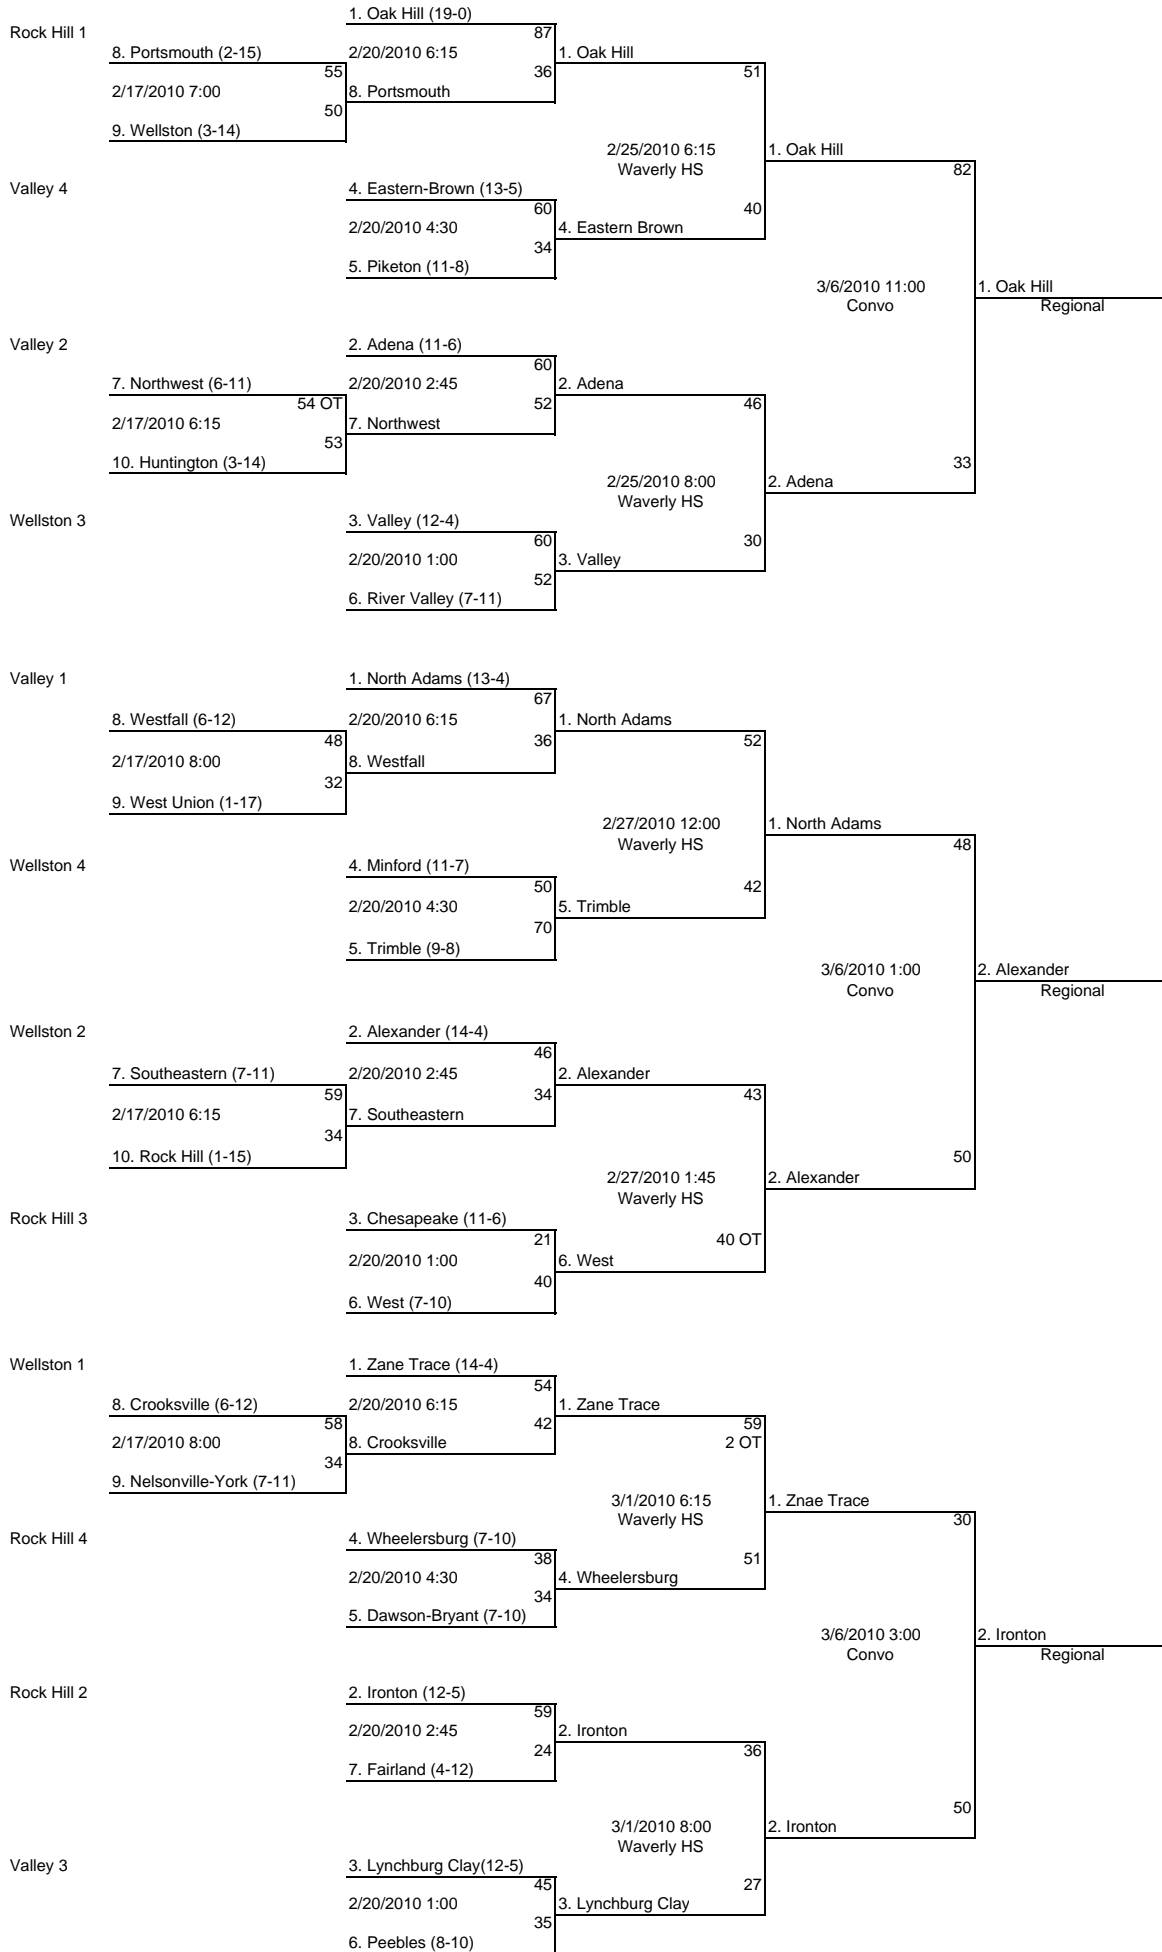 1. Oak Hill (19-0)
Rock Hill 1
87
8. Portsmouth (2-15)
2/20/2010 6:15
1. Oak Hill
55
36
51
2/17/2010 7:00
8. Portsmouth
50
9. Wellston (3-14)
2/25/2010 6:15
1. Oak Hill
Waverly HS
82
Valley 4
4. Eastern-Brown (13-5)
60
40
2/20/2010 4:30
4. Eastern Brown
34
5. Piketon (11-8)
3/6/2010 11:00
1. Oak Hill
Convo
Regional
Valley 2
2. Adena (11-6)
60
7. Northwest (6-11)
2/20/2010 2:45
2. Adena
54 OT
52
46
2/17/2010 6:15
7. Northwest
53
10. Huntington (3-14)
33
2/25/2010 8:00
2. Adena
Waverly HS
Wellston 3
3. Valley (12-4)
60
30
2/20/2010 1:00
3. Valley
52
6. River Valley (7-11)
Valley 1
1. North Adams (13-4)
67
8. Westfall (6-12)
2/20/2010 6:15
1. North Adams
48
36
52
2/17/2010 8:00
8. Westfall
32
9. West Union (1-17)
2/27/2010 12:00
1. North Adams
Waverly HS
48
Wellston 4
4. Minford (11-7)
50
42
2/20/2010 4:30
5. Trimble
70
5. Trimble (9-8)
3/6/2010 1:00
2. Alexander
Convo
Regional
Wellston 2
2. Alexander (14-4)
46
7. Southeastern (7-11)
2/20/2010 2:45
2. Alexander
59
34
43
2/17/2010 6:15
7. Southeastern
34
10. Rock Hill (1-15)
50
2/27/2010 1:45
2. Alexander
Waverly HS
Rock Hill 3
3. Chesapeake (11-6)
21
40 OT
2/20/2010 1:00
6. West
40
6. West (7-10)
Wellston 1
1. Zane Trace (14-4)
54
8. Crooksville (6-12)
2/20/2010 6:15
1. Zane Trace
58
42
59
2/17/2010 8:00
8. Crooksville
2 OT
34
9. Nelsonville-York (7-11)
3/1/2010 6:15
1. Znae Trace
Waverly HS
30
Rock Hill 4
4. Wheelersburg (7-10)
38
51
2/20/2010 4:30
4. Wheelersburg
34
5. Dawson-Bryant (7-10)
3/6/2010 3:00
2. Ironton
Convo
Regional
Rock Hill 2
2. Ironton (12-5)
59
2/20/2010 2:45
2. Ironton
24
36
7. Fairland (4-12)
50
3/1/2010 8:00
2. Ironton
Waverly HS
Valley 3
3. Lynchburg Clay(12-5)
45
27
2/20/2010 1:00
3. Lynchburg Clay
35
6. Peebles (8-10)